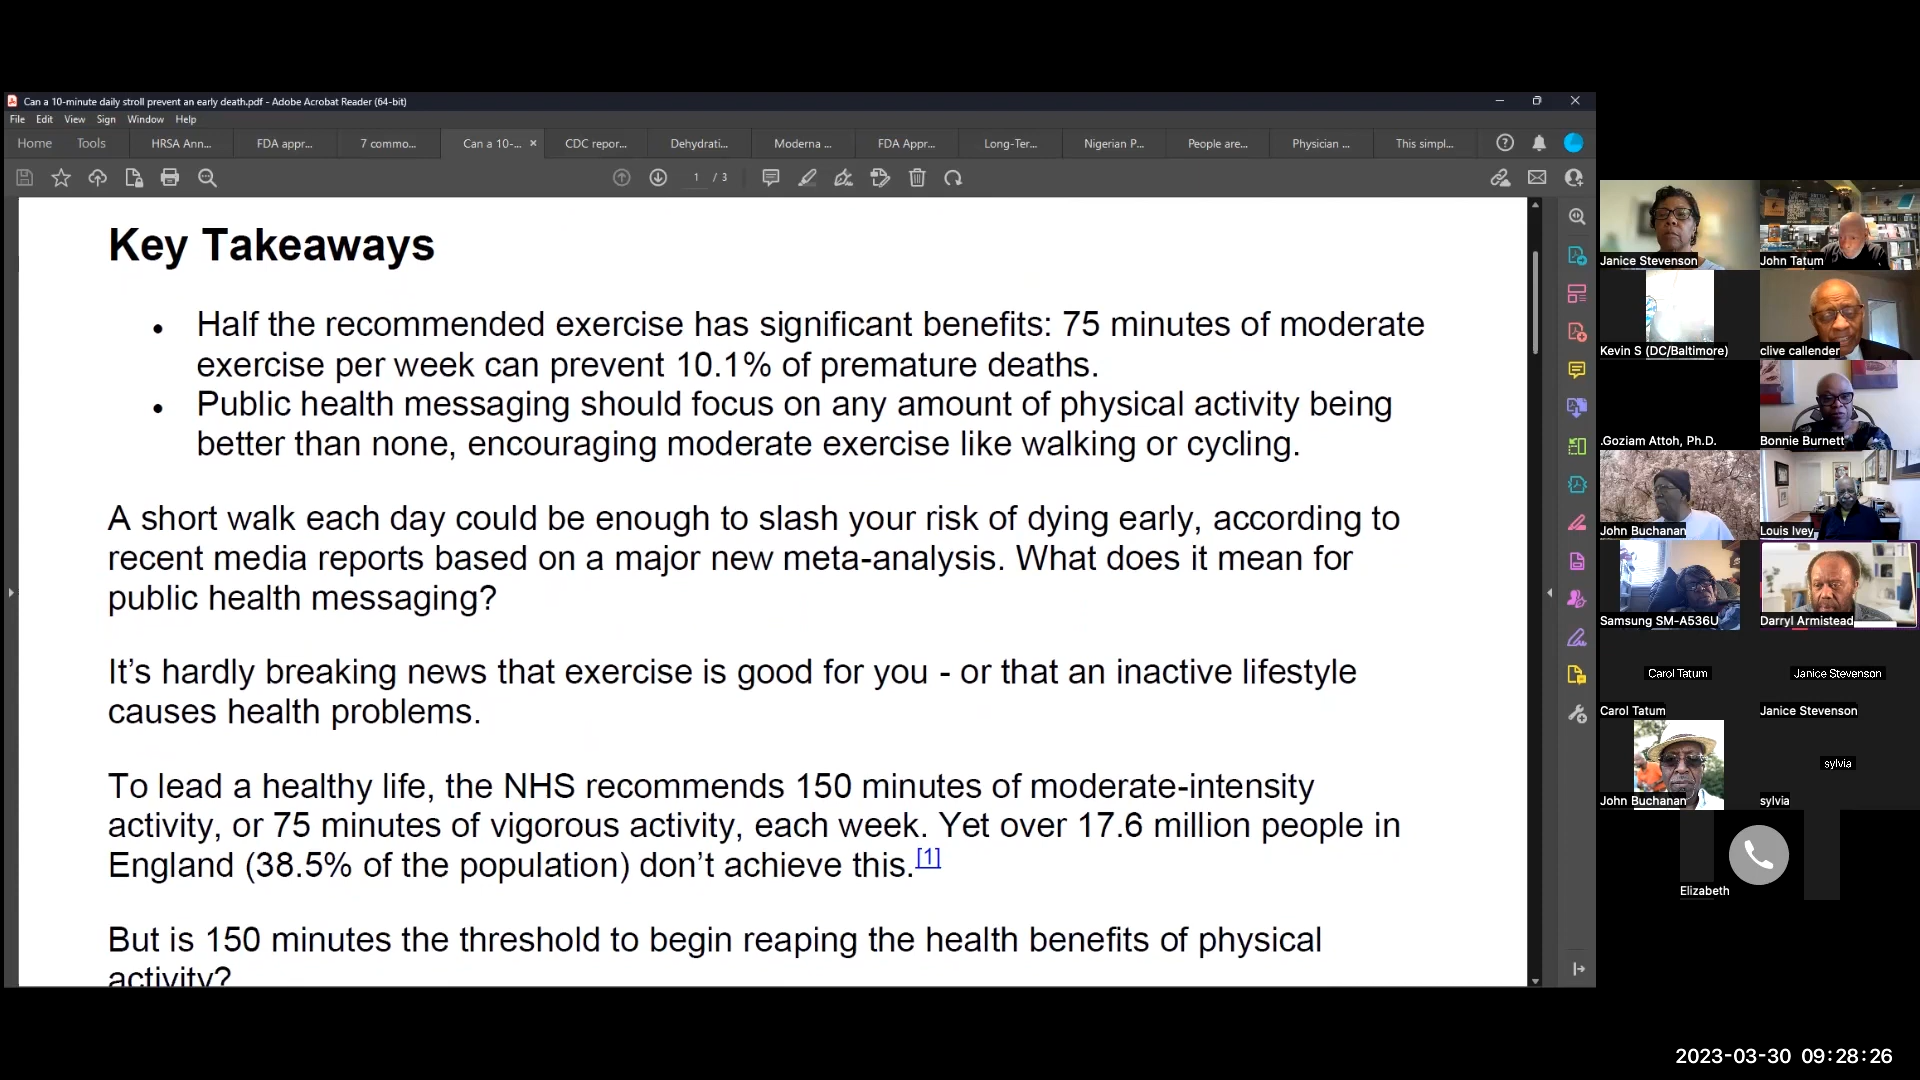 Can a 10-minute daily stroll prevent an early death.pdf - Adobe Acrobat Reader (64-bit)
File Edit View Sign Window Help
Home Tools HRSA Ann... FDA appr... 7 commo... Can a 10-... × CDC repor... Dehydrati... Moderna ... FDA Appr... Long-Ter... Nigerian P... People are... Physician ... This simpl...
1 / 3
Key Takeaways
• Half the recommended exercise has significant benefits: 75 minutes of moderate
exercise per week can prevent 10.1% of premature deaths.
• Public health messaging should focus on any amount of physical activity being
better than none, encouraging moderate exercise like walking or cycling.
A short walk each day could be enough to slash your risk of dying early, according to
recent media reports based on a major new meta-analysis. What does it mean for
public health messaging?
It’s hardly breaking news that exercise is good for you - or that an inactive lifestyle
causes health problems.
To lead a healthy life, the NHS recommends 150 minutes of moderate-intensity
activity, or 75 minutes of vigorous activity, each week. Yet over 17.6 million people in
England (38.5% of the population) don’t achieve this.[1]
But is 150 minutes the threshold to begin reaping the health benefits of physical
activity?
Janice Stevenson
John Tatum
Kevin S (DC/Baltimore)
clive callender
.Goziam Attoh, Ph.D.
Bonnie Burnett
John Buchanan
Louis Ivey
Samsung SM-A536U
Darryl Armistead
Carol Tatum
Janice Stevenson
Carol Tatum
Janice Stevenson
sylvia
John Buchanan
sylvia
Elizabeth
2023-03-30 09:28:26